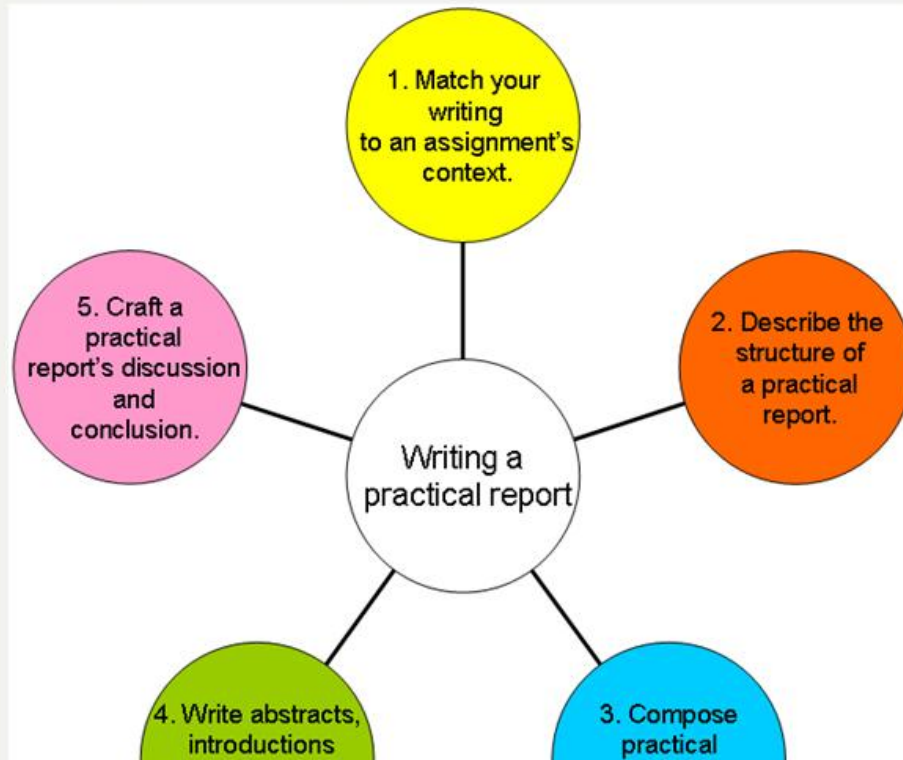 1. Match your
writing
to an assignment's
context.
2. Describe the
structure of
a practical
report.
3. Compose
practical
4. Write abstracts,
introductions
5. Craft a
practical
report's discussion
and
conclusion.
Writing a
practical report